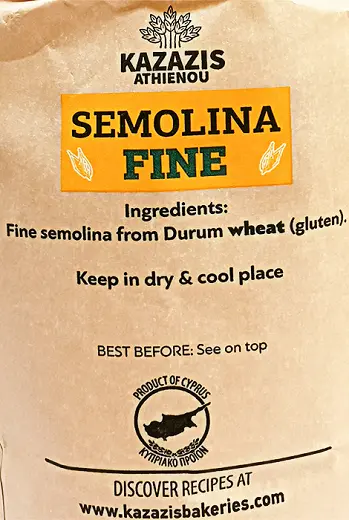 KAZAZIS
ATHIENOU
SEMOLINA
FINE
Ingredients:
Fine semolina from Durum wheat (gluten).
Keep in dry & cool place
BEST BEFORE: See on top
PRODUCT OF CYPRUS
ΚΥΠΡΙΑΚΟ ΠΡΟΪΟΝ
DISCOVER RECIPES AT
www.kazazisbakeries.com